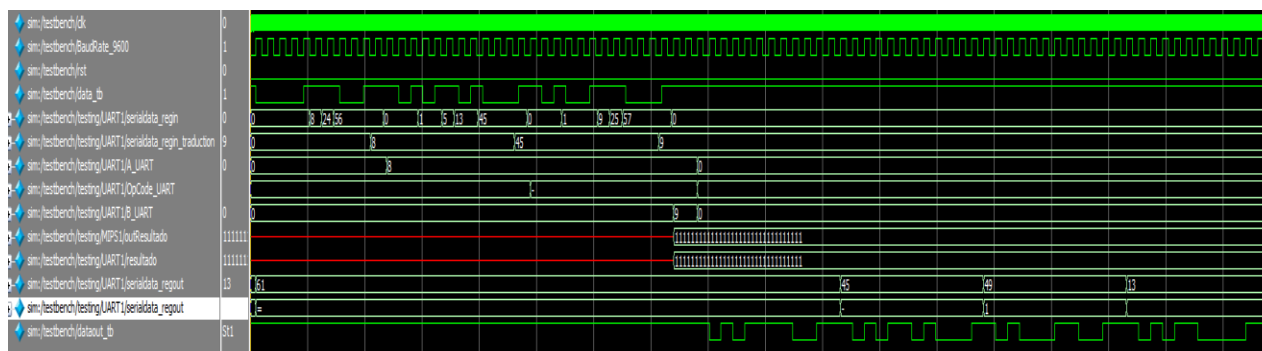 sim:/testbench/clk 0
sim:/testbench/BaudRate_9600 1
sim:/testbench/rst 0
sim:/testbench/data_tb 1
sim:/testbench/testing/UART1/serialdata_regin 0 0 8 24 56 0 1 5 13 45 0 1 9 25 57 0
sim:/testbench/testing/UART1/serialdata_regin_traduction 9 0 8 45 9
sim:/testbench/testing/UART1/A_UART 0 0 8 0
sim:/testbench/testing/UART1/OpCode_UART -
sim:/testbench/testing/UART1/B_UART 0 0 9 0
sim:/testbench/testing/MIPS1/outResultado 111111 11111111111111111111111111111111
sim:/testbench/testing/UART1/resultado 111111 11111111111111111111111111111111
sim:/testbench/testing/UART1/serialdata_regout 13 61 45 49 13
sim:/testbench/testing/UART1/serialdata_regout = - 1
sim:/testbench/dataout_tb St1